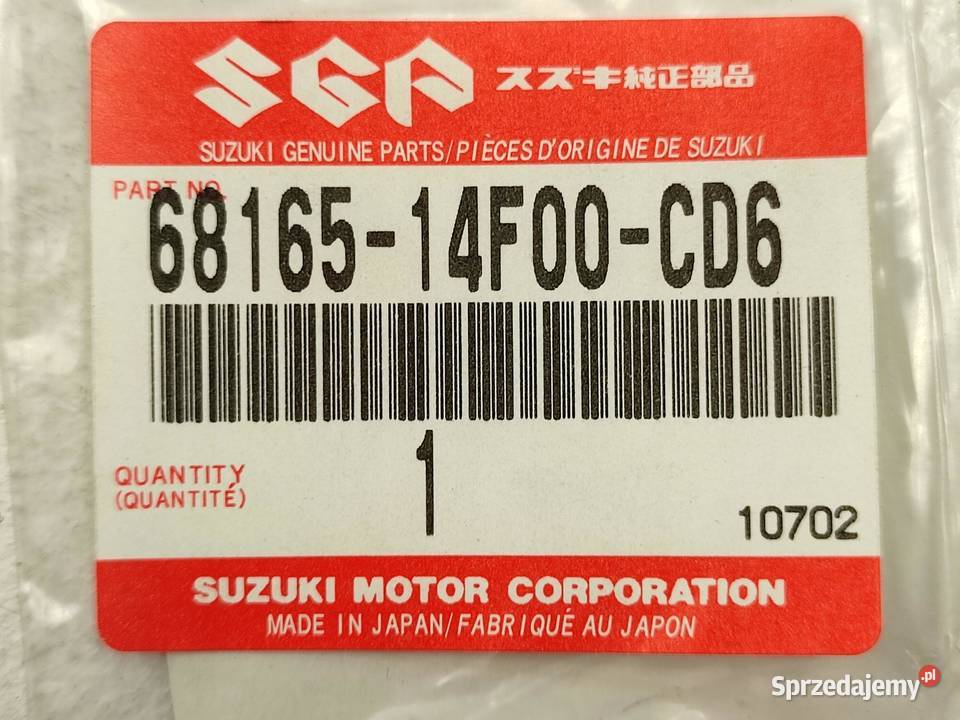 SGP スズキ純正部品
SUZUKI GENUINE PARTS/PIÈCES D'ORIGINE DE SUZUKI
PART NO.
68165-14F00-CD6
1
QUANTITY
(QUANTITÉ)
10702
SUZUKI MOTOR CORPORATION
MADE IN JAPAN/FABRIQUÉ AU JAPON
Sprzedajemy.pl